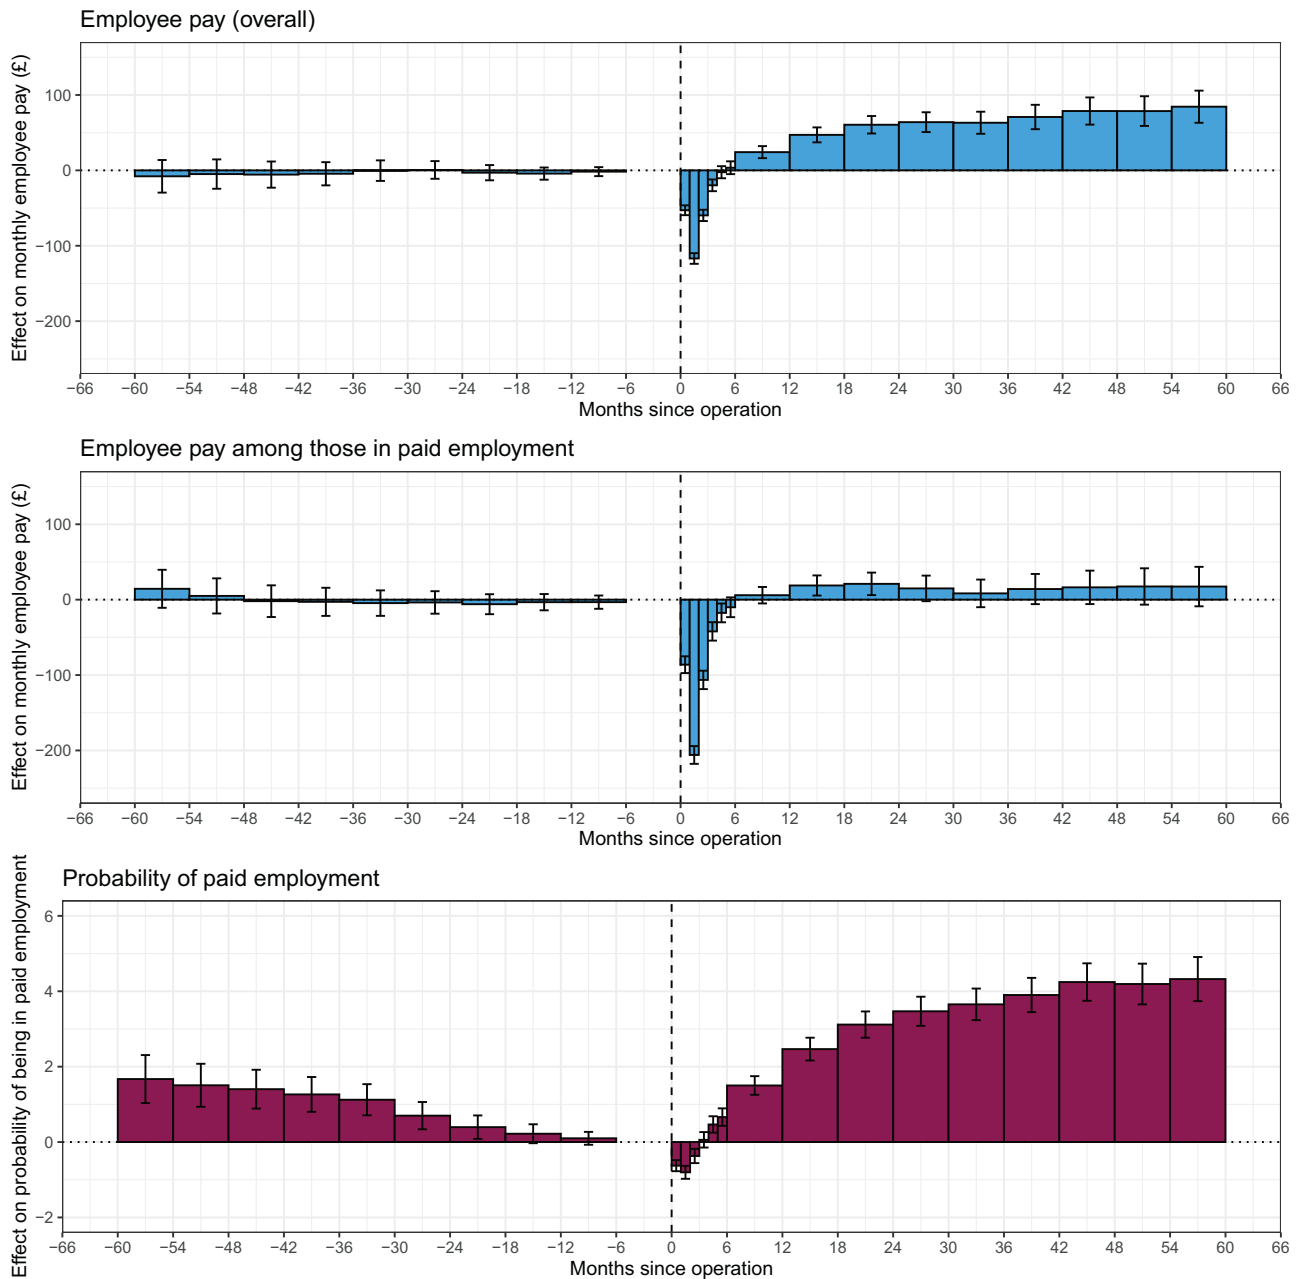 Employee pay (overall)
Effect on monthly employee pay (£)
100
0
−100
−200
−66 −60 −54 −48 −42 −36 −30 −24 −18 −12 −6 0 6 12 18 24 30 36 42 48 54 60 66
Months since operation
Employee pay among those in paid employment
Effect on monthly employee pay (£)
100
0
−100
−200
−66 −60 −54 −48 −42 −36 −30 −24 −18 −12 −6 0 6 12 18 24 30 36 42 48 54 60 66
Months since operation
Probability of paid employment
Effect on probability of being in paid employment
6
4
2
0
−2
−66 −60 −54 −48 −42 −36 −30 −24 −18 −12 −6 0 6 12 18 24 30 36 42 48 54 60 66
Months since operation